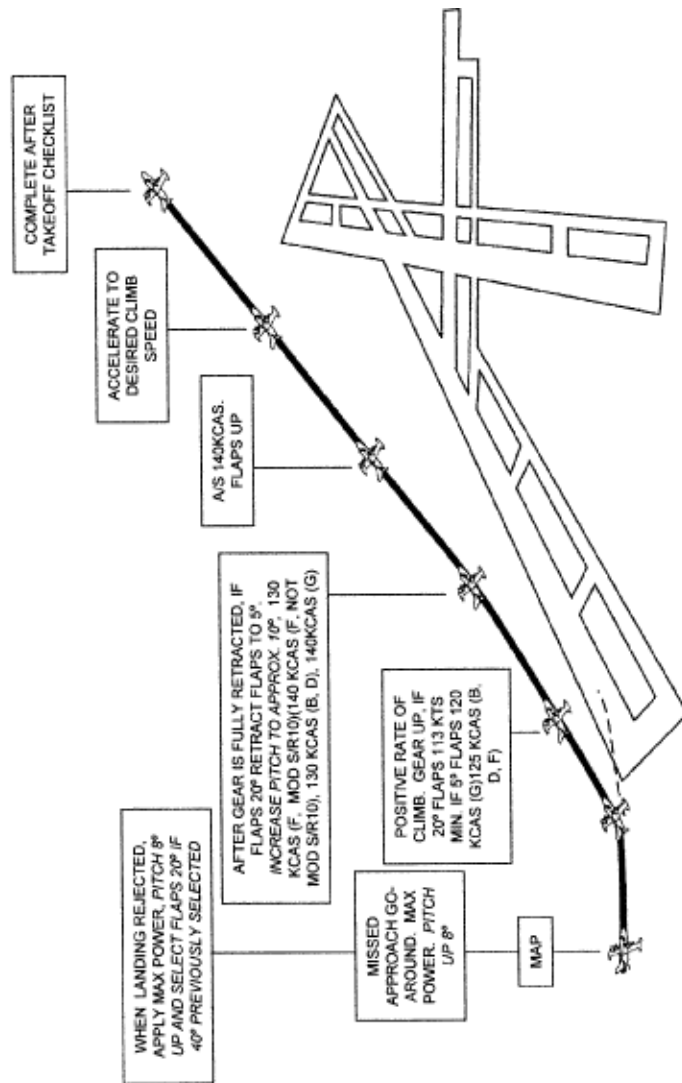 COMPLETE AFTER
TAKEOFF CHECKLIST
ACCELERATE TO
DESIRED CLIMB
SPEED
A/S 140KCAS.
FLAPS UP
AFTER GEAR IS FULLY RETRACTED, IF
FLAPS 20º RETRACT FLAPS TO 5º.
INCREASE PITCH TO APPROX. 10º, 130
KCAS (F, MOD S/R10)(140 KCAS (F, NOT
MOD S/R10), 130 KCAS (B, D), 140KCAS (G)
POSITIVE RATE OF
CLIMB. GEAR UP, IF
20º FLAPS 113 KTS
MIN. IF 5º FLAPS 120
KCAS (G)125 KCAS (B,
D, F)
WHEN LANDING REJECTED,
APPLY MAX POWER, PITCH 8º
UP AND SELECT FLAPS 20º IF
40º PREVIOUSLY SELECTED
MISSED
APPROACH GO-
AROUND. MAX
POWER. PITCH
UP 8º
MAP